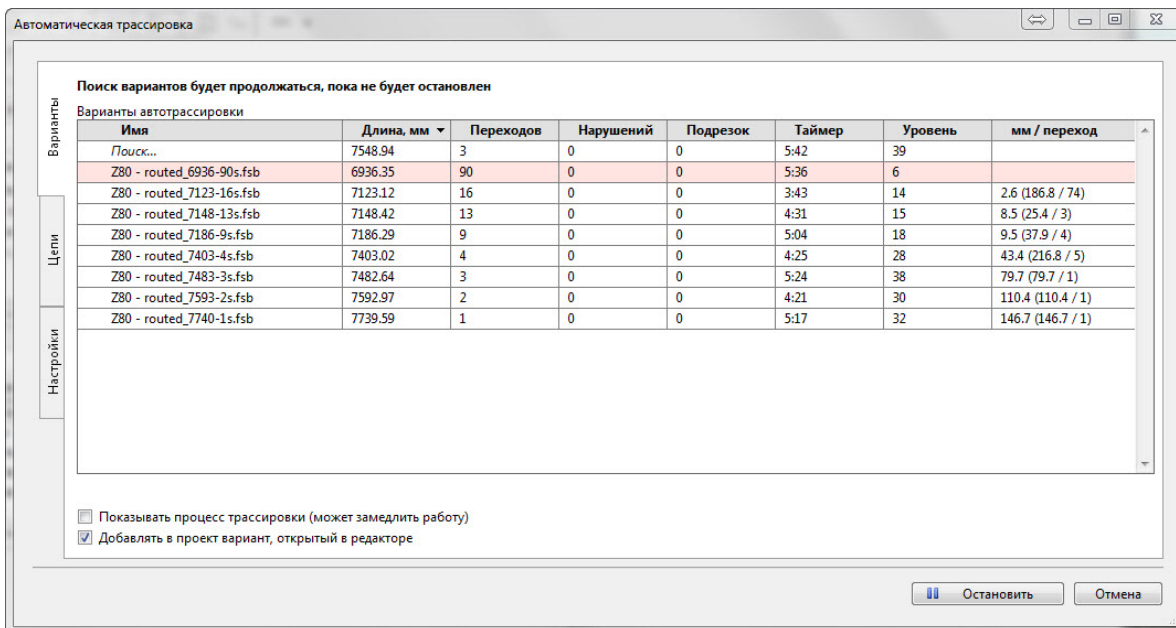 Автоматическая трассировка
Варианты
Цепи
Настройки
Поиск вариантов будет продолжаться, пока не будет остановлен
Варианты автотрассировки
Имя Длина, мм Переходов Нарушений Подрезок Таймер Уровень мм / переход
Поиск... 7548.94 3 0 0 5:42 39
Z80 - routed_6936-90s.fsb 6936.35 90 0 0 5:36 6
Z80 - routed_7123-16s.fsb 7123.12 16 0 0 3:43 14 2.6 (186.8 / 74)
Z80 - routed_7148-13s.fsb 7148.42 13 0 0 4:31 15 8.5 (25.4 / 3)
Z80 - routed_7186-9s.fsb 7186.29 9 0 0 5:04 18 9.5 (37.9 / 4)
Z80 - routed_7403-4s.fsb 7403.02 4 0 0 4:25 28 43.4 (216.8 / 5)
Z80 - routed_7483-3s.fsb 7482.64 3 0 0 5:24 38 79.7 (79.7 / 1)
Z80 - routed_7593-2s.fsb 7592.97 2 0 0 4:21 30 110.4 (110.4 / 1)
Z80 - routed_7740-1s.fsb 7739.59 1 0 0 5:17 32 146.7 (146.7 / 1)
Показывать процесс трассировки (может замедлить работу)
Добавлять в проект вариант, открытый в редакторе
Остановить Отмена